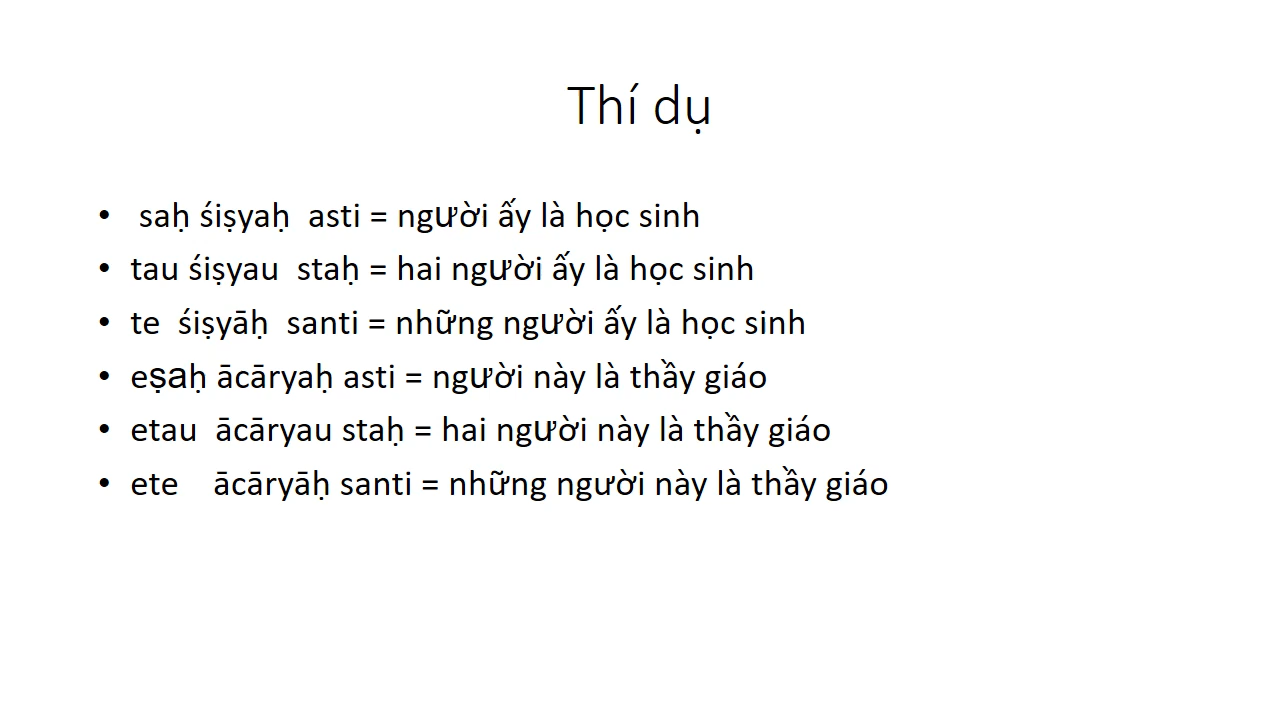 Thí dụ
• saḥ śiṣyaḥ asti = người ấy là học sinh
• tau śiṣyau staḥ = hai người ấy là học sinh
• te śiṣyāḥ santi = những người ấy là học sinh
• eṣaḥ ācāryaḥ asti = người này là thầy giáo
• etau ācāryau staḥ = hai người này là thầy giáo
• ete ācāryāḥ santi = những người này là thầy giáo